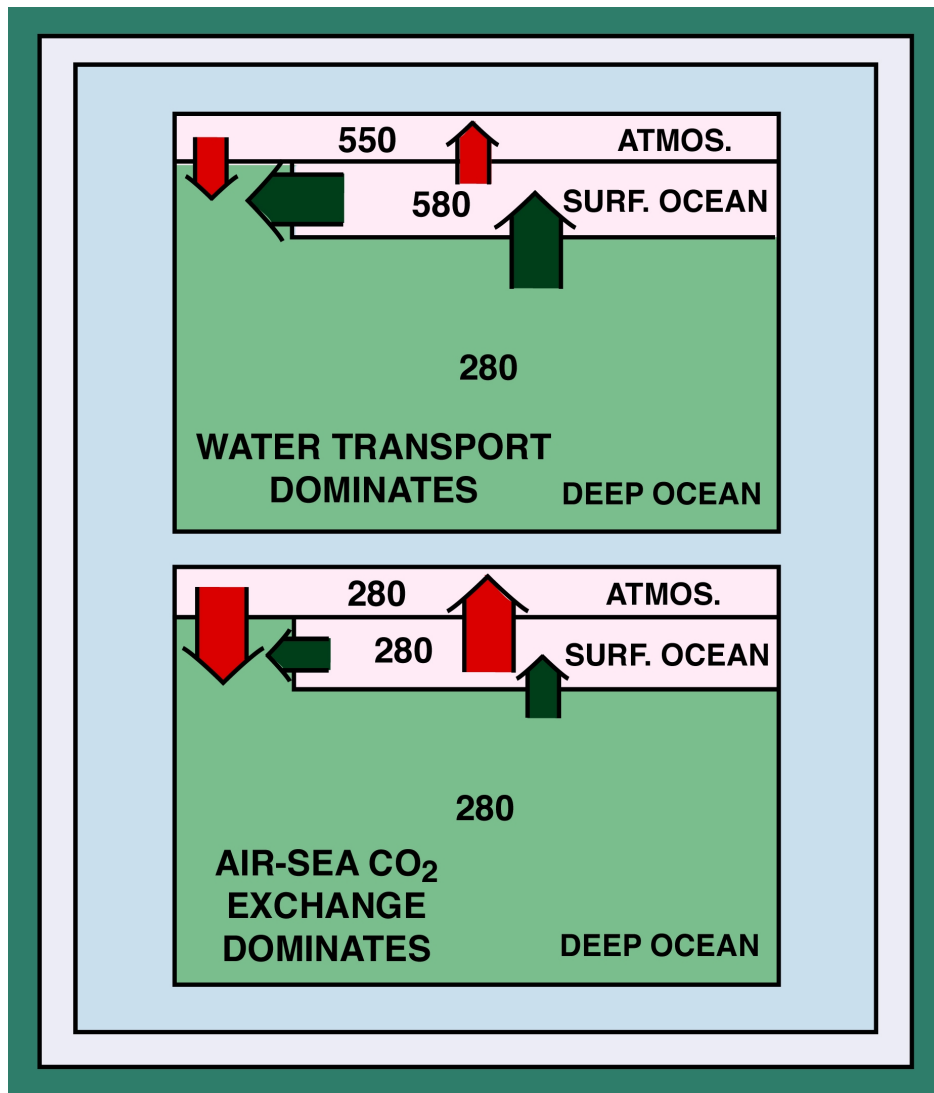 550 ATMOS.
580 SURF. OCEAN
280
WATER TRANSPORT
DOMINATES
DEEP OCEAN
280 ATMOS.
280 SURF. OCEAN
280
AIR-SEA CO₂
EXCHANGE
DOMINATES
DEEP OCEAN